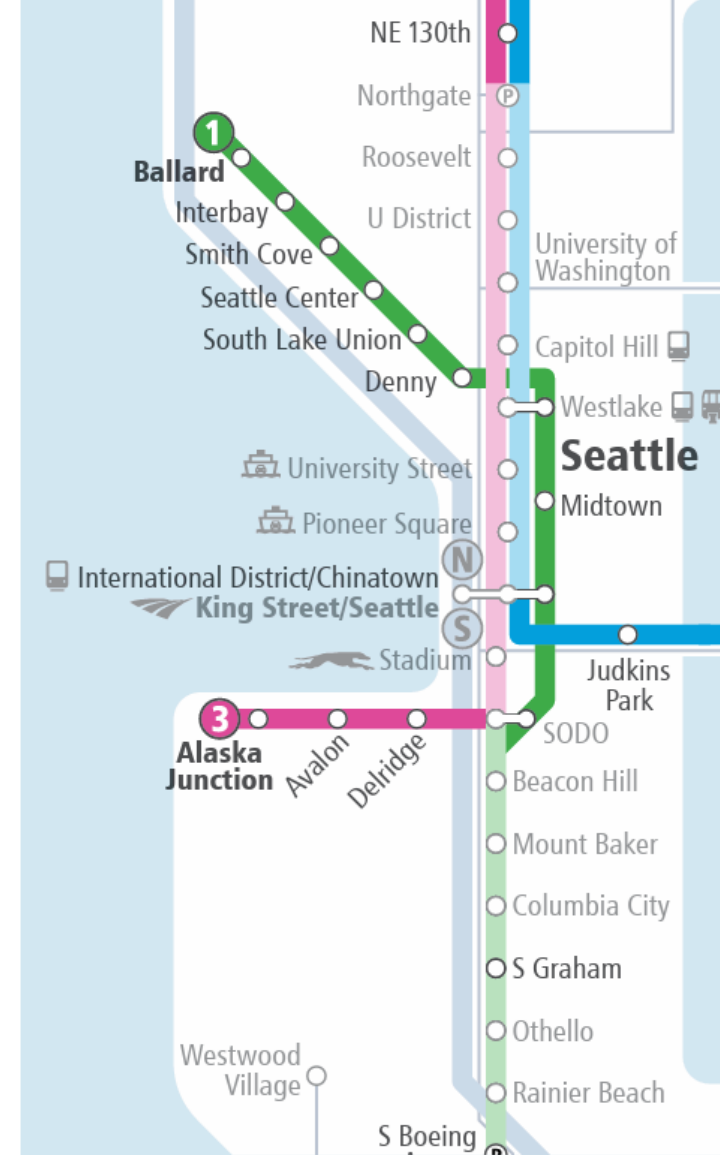 NE 130th
Northgate
P
1
Ballard
Roosevelt
Interbay
U District
Smith Cove
University of
Washington
Seattle Center
South Lake Union
Capitol Hill
Denny
Westlake
Seattle
University Street
Midtown
Pioneer Square
N
International District/Chinatown
King Street/Seattle
S
Stadium
Judkins
Park
3
Alaska
Junction
Avalon
Delridge
SODO
Beacon Hill
Mount Baker
Columbia City
S Graham
Othello
Westwood
Village
Rainier Beach
S Boeing